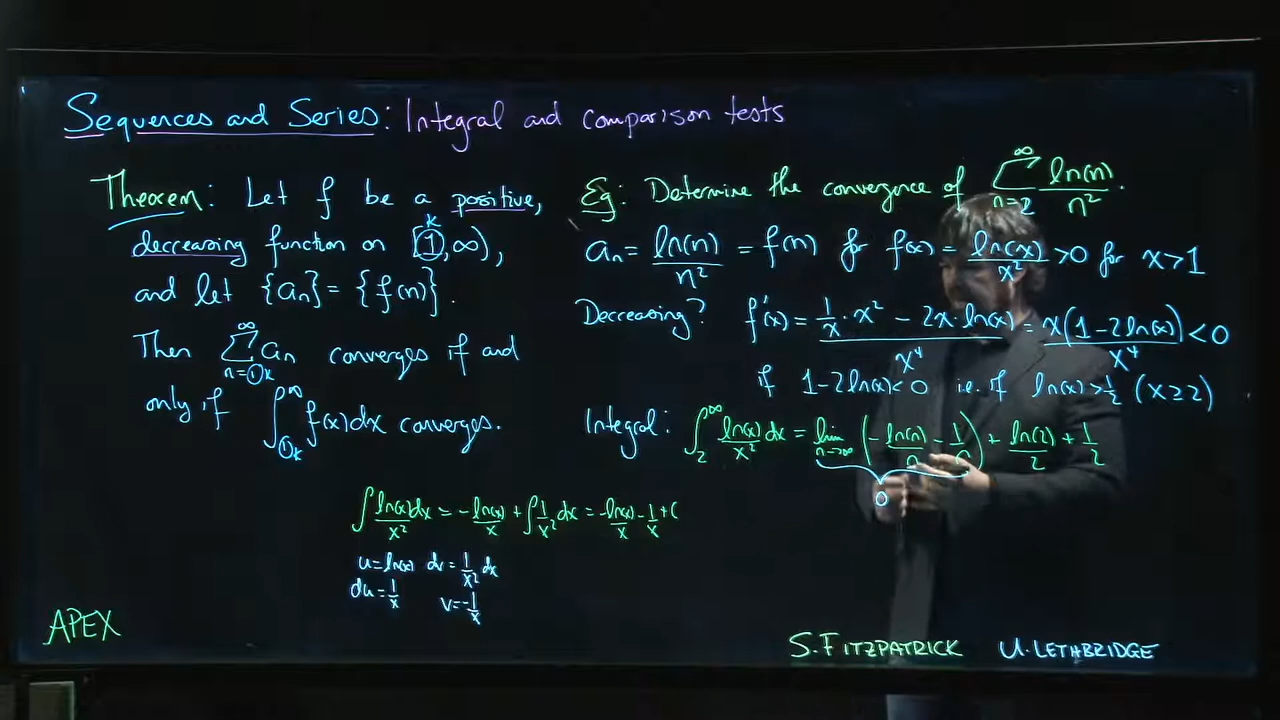 Sequences and Series: Integral and comparison tests
Theorem: Let f be a positive,
decreasing function on [1,∞),
k
and let {aₙ} = {f(n)}.
Then ∑ₙ₌₁ₖ^∞ aₙ converges if and
only if ∫₁ₖ^∞ f(x)dx converges.
Eg: Determine the convergence of ∑ₙ₌₂^∞ ln(n)/n².
aₙ = ln(n)/n² = f(n) for f(x) = ln(x)/x² >0 for x>1
Decreasing? f'(x) = (1/x · x² − 2x·ln(x))/x⁴ = x(1−2ln(x))/x⁴ <0
if 1−2ln(x)<0 i.e. if ln(x)>1/2 (x≥2)
Integral: ∫₂^∞ ln(x)/x² dx = lim n→∞ (−ln(n)/n − 1/n) + ln(2)/2 + 1/2
0
∫ ln(x)/x² dx = −ln(x)/x + ∫ 1/x² dx = −ln(x)/x − 1/x + C
u=ln(x) dv=1/x² dx
du=1/x v=−1/x
APEX
S. FITZPATRICK U. LETHBRIDGE